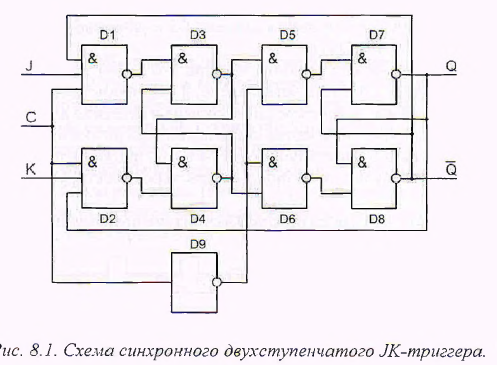 D1 D3 D5 D7
& & & &
J Q
C
& & & &
K Q̅
D2 D4 D6 D8
D9
Рис. 8.1. Схема синхронного двухступенчатого JK-триггера.